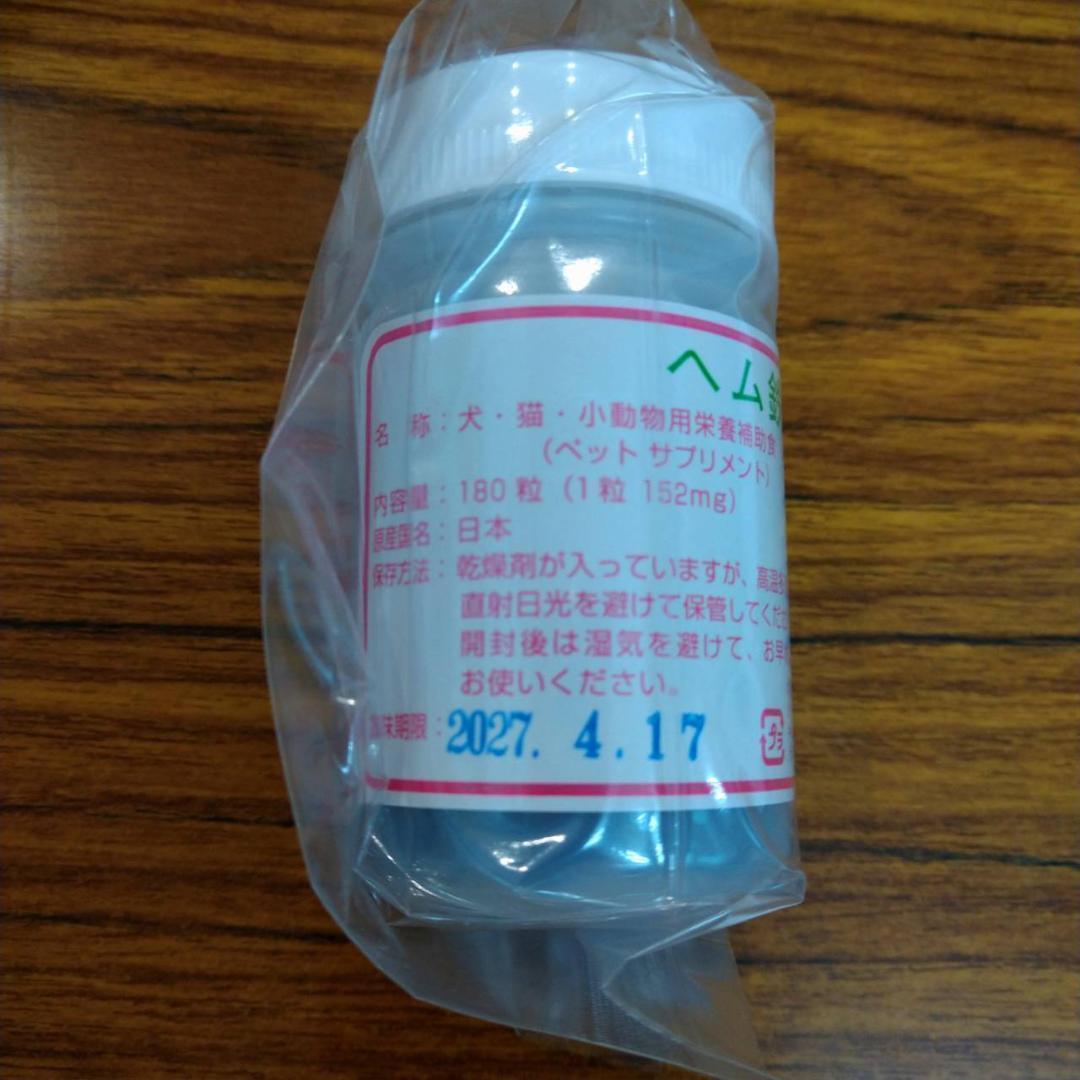 ヘム鉄
名　称：犬・猫・小動物用栄養補助食
（ペット サプリメント）
内容量：180 粒（1 粒 152mg）
原産国名：日本
保存方法：乾燥剤が入っていますが、高温多
直射日光を避けて保管してくださ
開封後は湿気を避けて、お早
お使いください。
賞味期限：2027. 4. 17
プラ